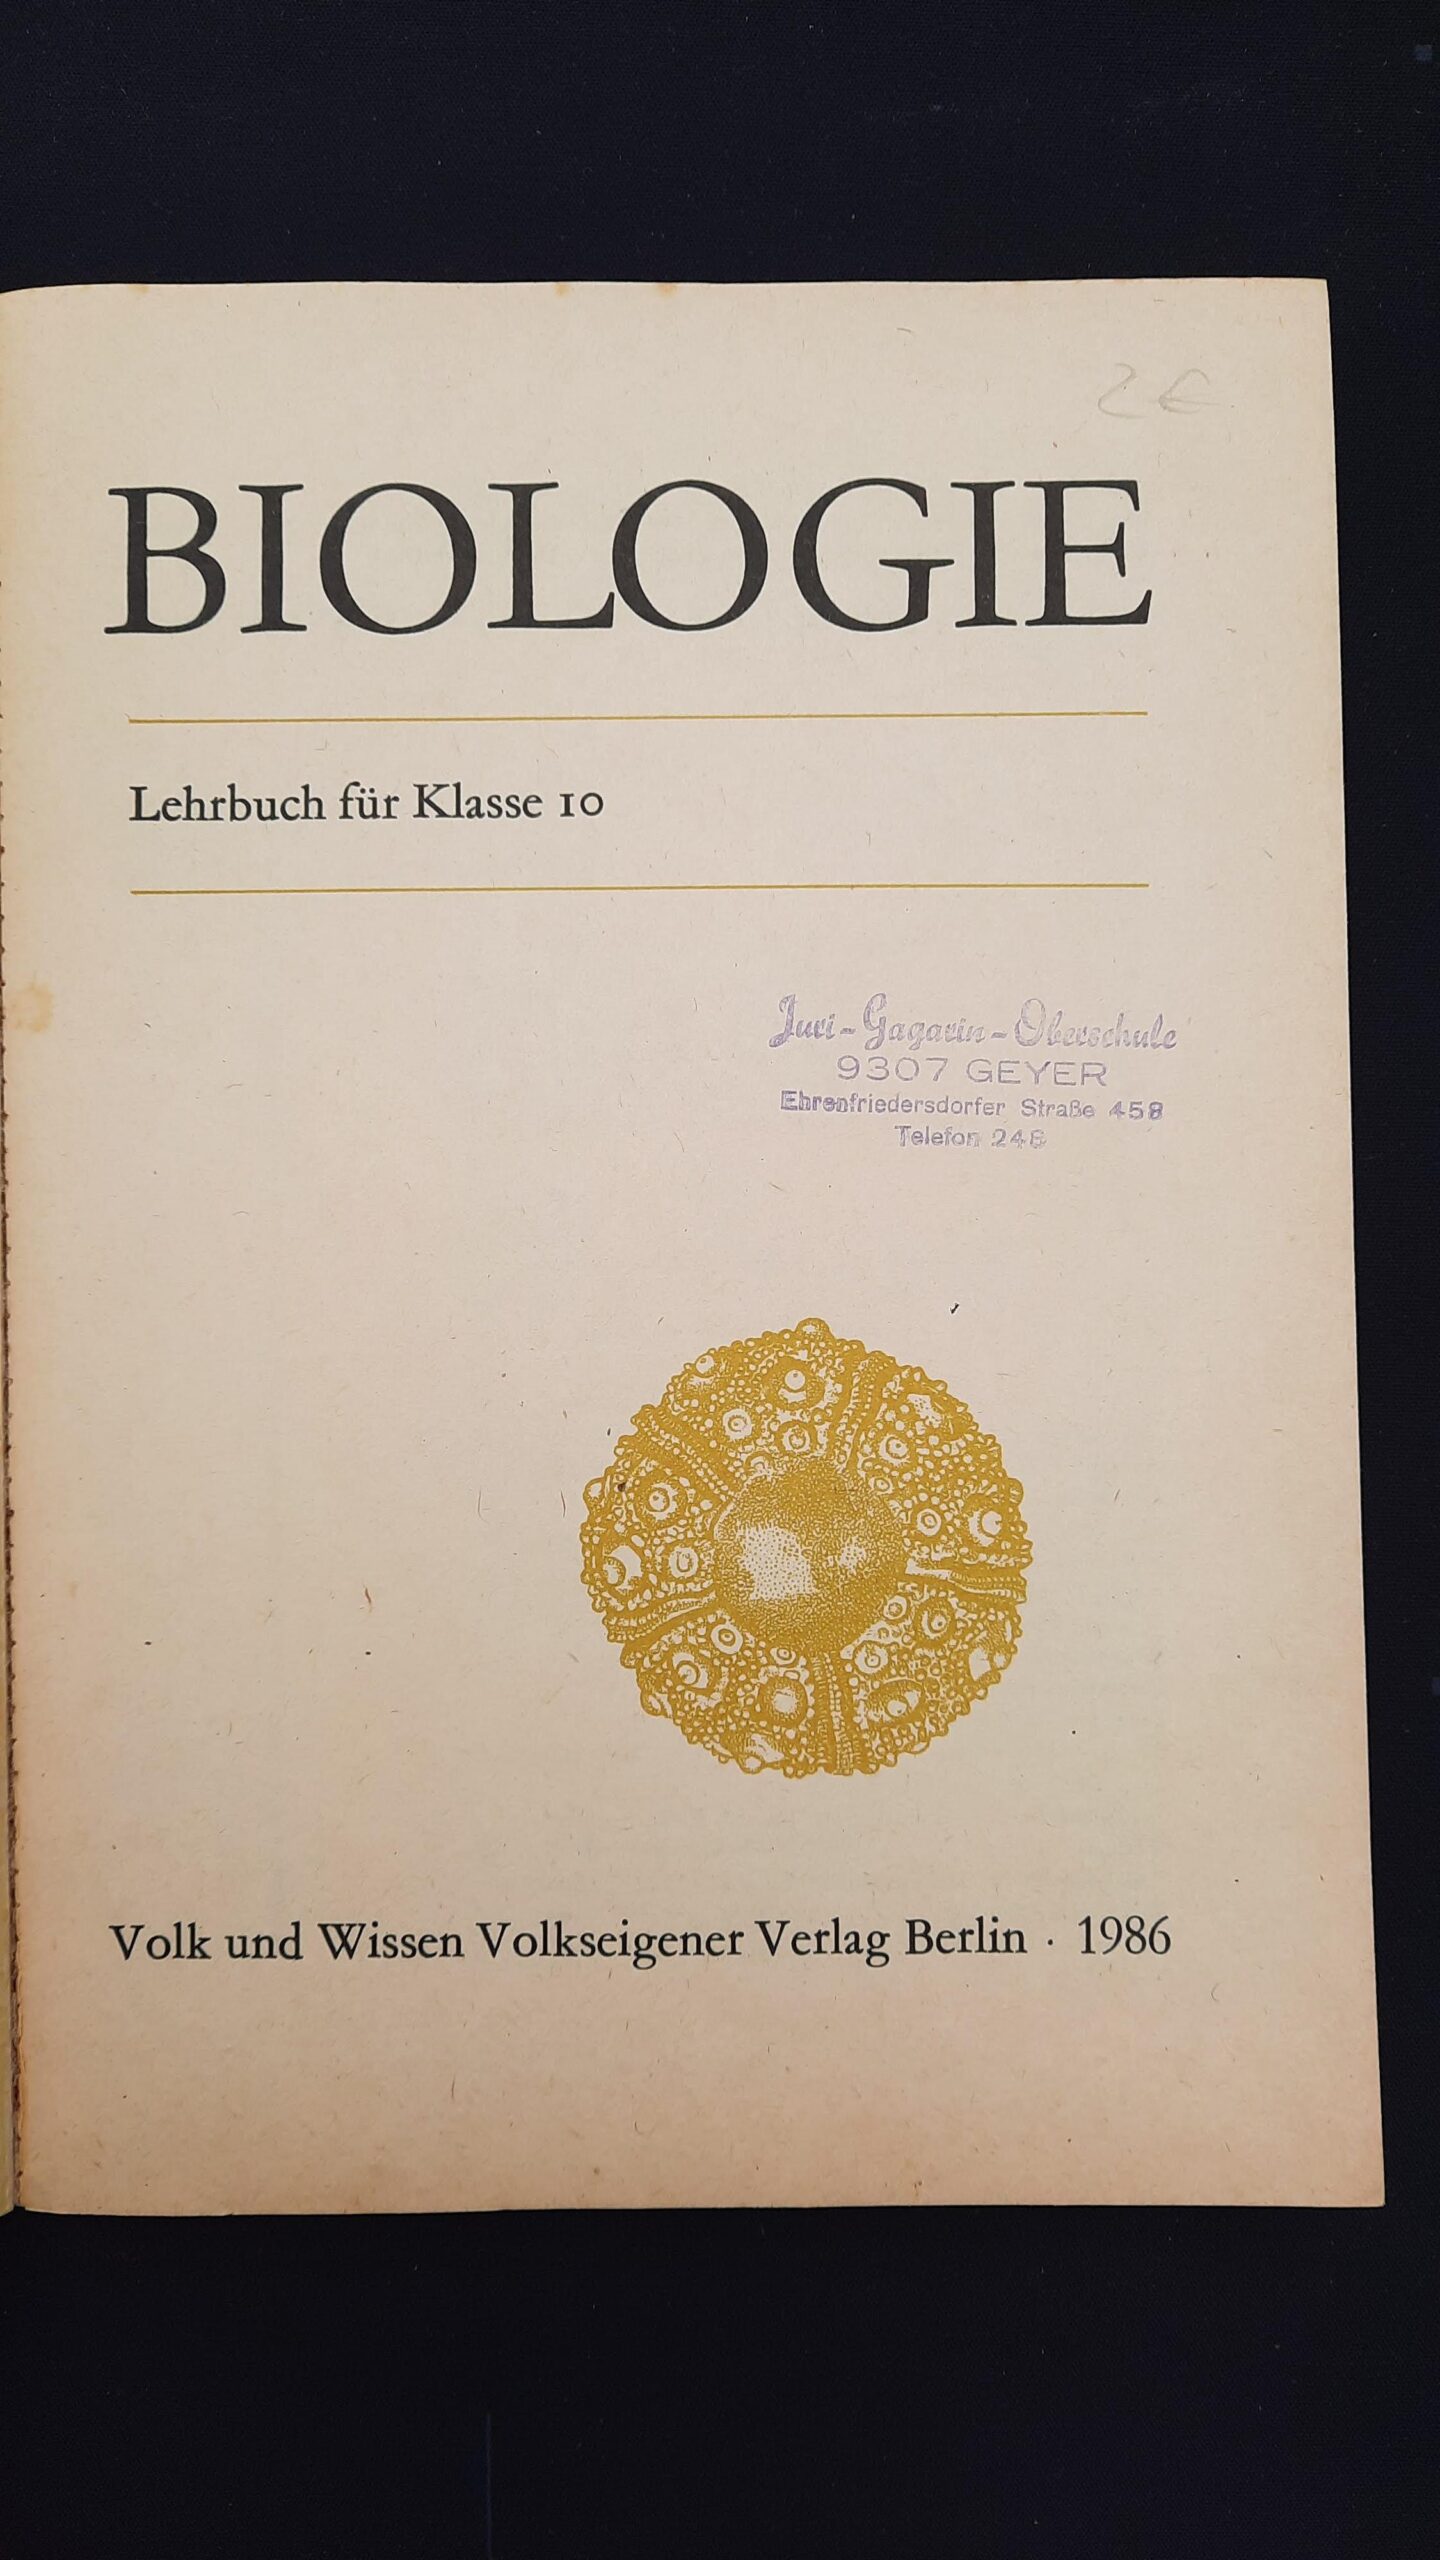 2 €
BIOLOGIE
Lehrbuch für Klasse 10
Juri-Gagarin-Oberschule
9307 GEYER
Ehrenfriedersdorfer Straße 458
Telefon
Volk und Wissen Volkseigener Verlag Berlin · 1986